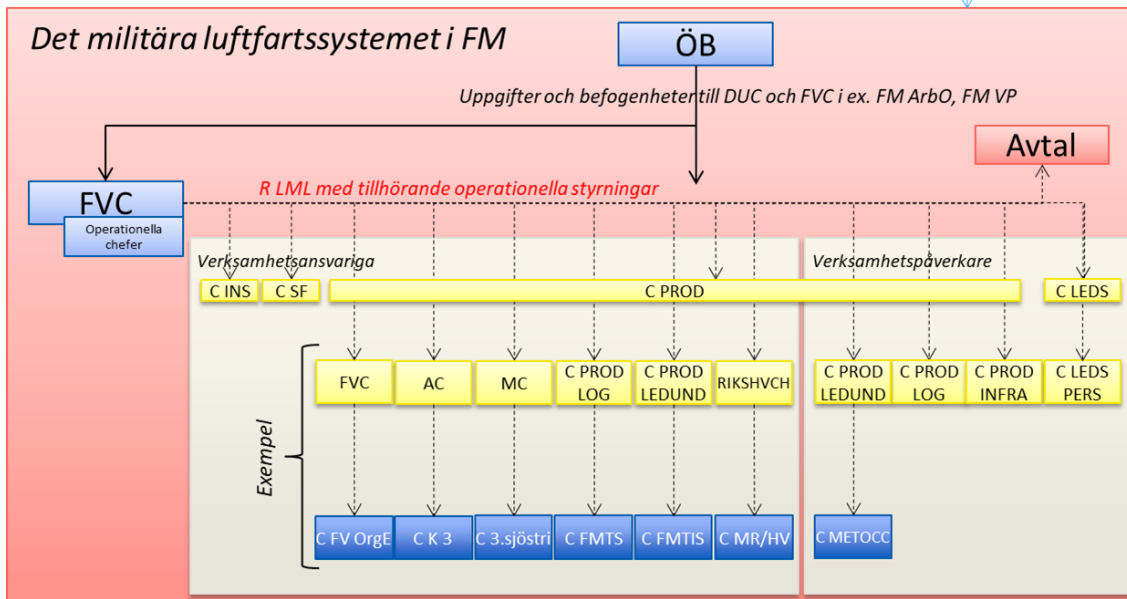 Det militära luftfartssystemet i FM
ÖB
Uppgifter och befogenheter till DUC och FVC i ex. FM ArbO, FM VP
Avtal
FVC
Operationella
chefer
R LML med tillhörande operationella styrningar
Verksamhetsansvariga
Verksamhetspåverkare
C INS
C SF
C PROD
C LEDS
Exempel
FVC
AC
MC
C PROD
LOG
C PROD
LEDUND
RIKSHVCH
C PROD
LEDUND
C PROD
LOG
C PROD
INFRA
C LEDS
PERS
C FV OrgE
C K 3
C 3.sjöstri
C FMTS
C FMTIS
C MR/HV
C METOCC